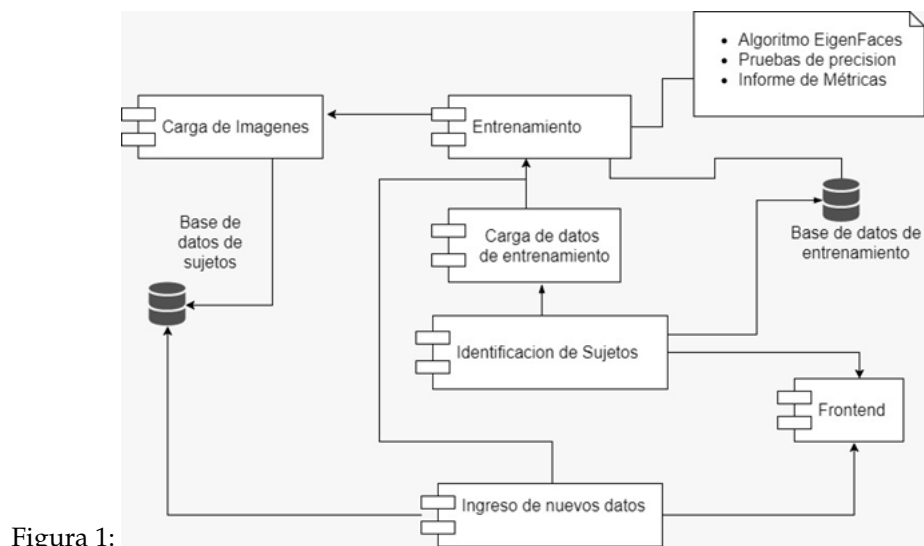 • Algoritmo EigenFaces
• Pruebas de precision
• Informe de Métricas
Carga de Imagenes
Entrenamiento
Base de
datos de
sujetos
Carga de datos
de entrenamiento
Base de datos de
entrenamiento
Identificacion de Sujetos
Frontend
Ingreso de nuevos datos
Figura 1: